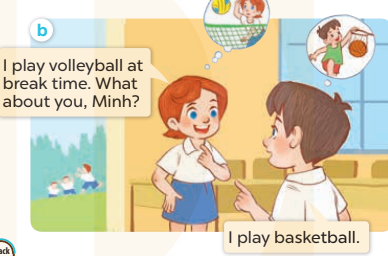 b
I play volleyball at
break time. What
about you, Minh?
I play basketball.